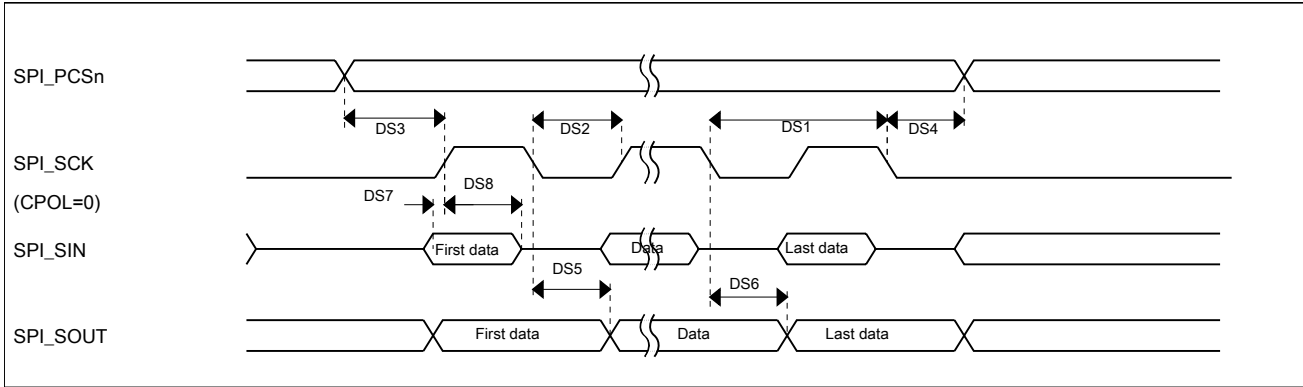 SPI_PCSn
DS3
DS2
DS1
DS4
SPI_SCK
(CPOL=0)
DS7
DS8
SPI_SIN
First data
Data
Last data
DS5
DS6
SPI_SOUT
First data
Data
Last data